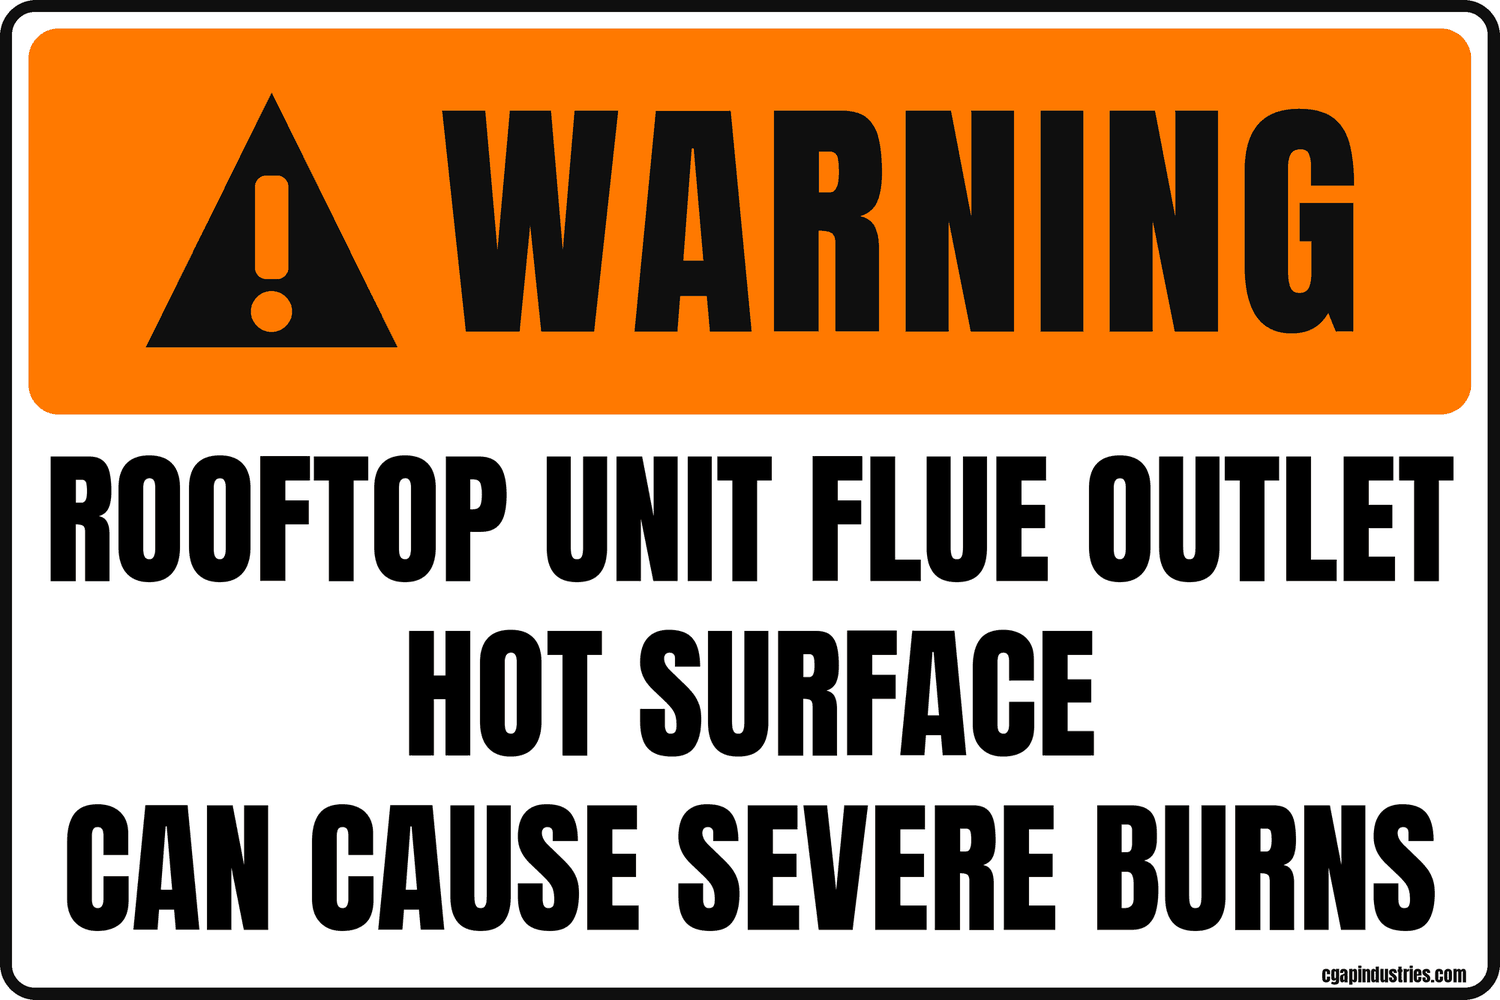 WARNING
ROOFTOP UNIT FLUE OUTLET
HOT SURFACE
CAN CAUSE SEVERE BURNS
cgapindustries.com